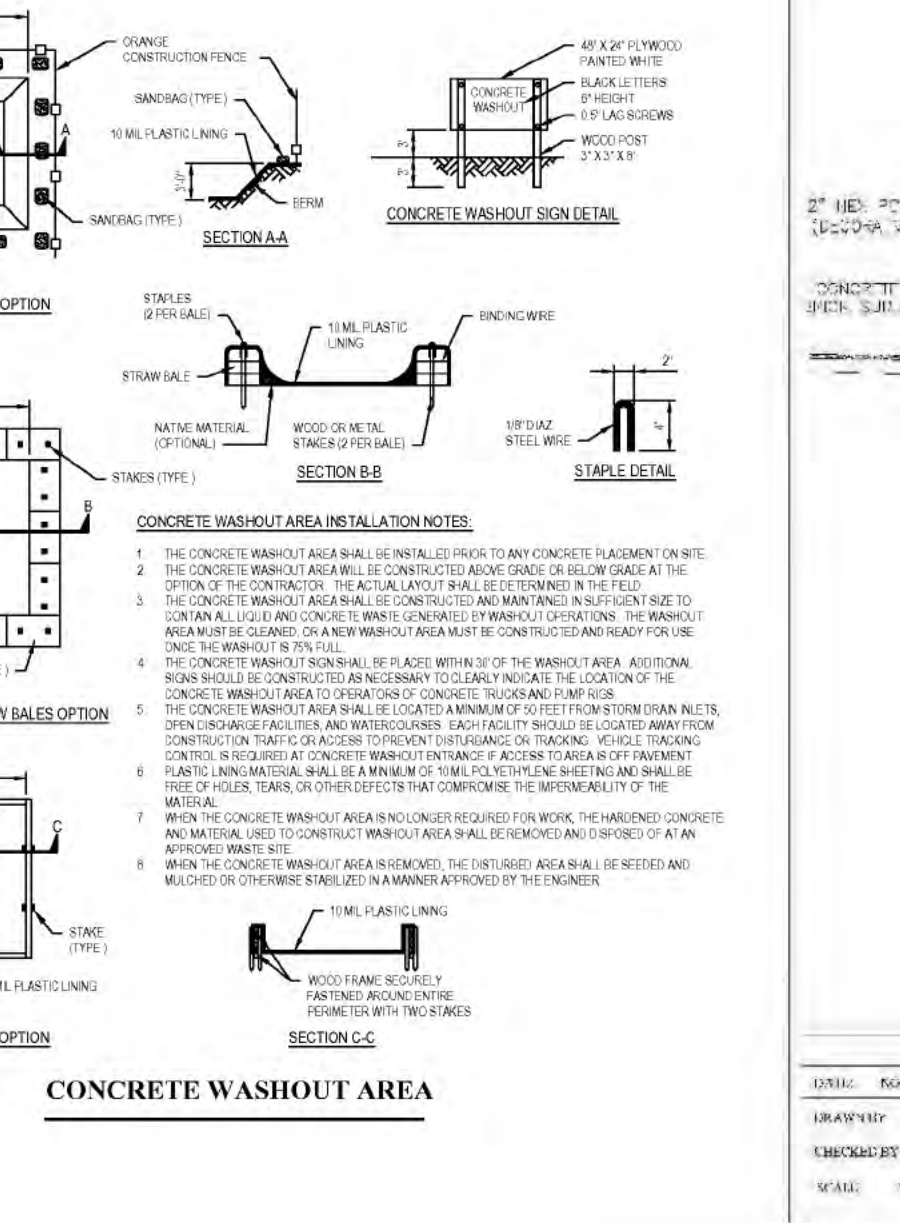 ORANGE
CONSTRUCTION FENCE
SANDBAG (TYPE )
10 MIL PLASTIC LINING
3'-0"
BERM
SECTION A-A
A
SANDBAG (TYPE )
OPTION
48" X 24" PLYWOOD
PAINTED WHITE
BLACK LETTERS
6" HEIGHT
0.5" LAG SCREWS
WOOD POST
3" X 3" X 8'
CONCRETE
WASHOUT
3'
3'
CONCRETE WASHOUT SIGN DETAIL
STAPLES
(2 PER BALE)
10 MIL PLASTIC
LINING
BINDING WIRE
STRAW BALE
NATIVE MATERIAL
(OPTIONAL)
WOOD OR METAL
STAKES (2 PER BALE)
SECTION B-B
2"
4"
1/8" DIAZ
STEEL WIRE
STAPLE DETAIL
STAKES (TYPE )
B
W BALES OPTION
CONCRETE WASHOUT AREA INSTALLATION NOTES:
1 THE CONCRETE WASHOUT AREA SHALL BE INSTALLED PRIOR TO ANY CONCRETE PLACEMENT ON SITE
2 THE CONCRETE WASHOUT AREA WILL BE CONSTRUCTED ABOVE GRADE OR BELOW GRADE AT THE
OPTION OF THE CONTRACTOR THE ACTUAL LAYOUT SHALL BE DETERMINED IN THE FIELD
3 THE CONCRETE WASHOUT AREA SHALL BE CONSTRUCTED AND MAINTAINED IN SUFFICIENT SIZE TO
CONTAIN ALL LIQUID AND CONCRETE WASTE GENERATED BY WASHOUT OPERATIONS THE WASHOUT
AREA MUST BE CLEANED, OR A NEW WASHOUT AREA MUST BE CONSTRUCTED AND READY FOR USE
ONCE THE WASHOUT IS 75% FULL
4 THE CONCRETE WASHOUT SIGN SHALL BE PLACED WITHIN 30' OF THE WASHOUT AREA ADDITIONAL
SIGNS SHOULD BE CONSTRUCTED AS NECESSARY TO CLEARLY INDICATE THE LOCATION OF THE
CONCRETE WASHOUT AREA TO OPERATORS OF CONCRETE TRUCKS AND PUMP RIGS
5 THE CONCRETE WASHOUT AREA SHALL BE LOCATED A MINIMUM OF 50 FEET FROM STORM DRAIN INLETS,
OPEN DISCHARGE FACILITIES, AND WATERCOURSES EACH FACILITY SHOULD BE LOCATED AWAY FROM
CONSTRUCTION TRAFFIC OR ACCESS TO PREVENT DISTURBANCE OR TRACKING VEHICLE TRACKING
CONTROL IS REQUIRED AT CONCRETE WASHOUT ENTRANCE IF ACCESS TO AREA IS OFF PAVEMENT
6 PLASTIC LINING MATERIAL SHALL BE A MINIMUM OF 10 MIL POLYETHYLENE SHEETING AND SHALL BE
FREE OF HOLES, TEARS, OR OTHER DEFECTS THAT COMPROMISE THE IMPERMEABILITY OF THE
MATERIAL
7 WHEN THE CONCRETE WASHOUT AREA IS NO LONGER REQUIRED FOR WORK, THE HARDENED CONCRETE
AND MATERIAL USED TO CONSTRUCT WASHOUT AREA SHALL BE REMOVED AND DISPOSED OF AT AN
APPROVED WASTE SITE
8 WHEN THE CONCRETE WASHOUT AREA IS REMOVED, THE DISTURBED AREA SHALL BE SEEDED AND
MULCHED OR OTHERWISE STABILIZED IN A MANNER APPROVED BY THE ENGINEER
C
STAKE
(TYPE )
PLASTIC LINING
OPTION
10 MIL PLASTIC LINING
WOOD FRAME SECURELY
FASTENED AROUND ENTIRE
PERIMETER WITH TWO STAKES
SECTION C-C
CONCRETE WASHOUT AREA
2" HEX
CONCRETE
DATE NO
DRAWN BY
CHECKED BY
SCALE